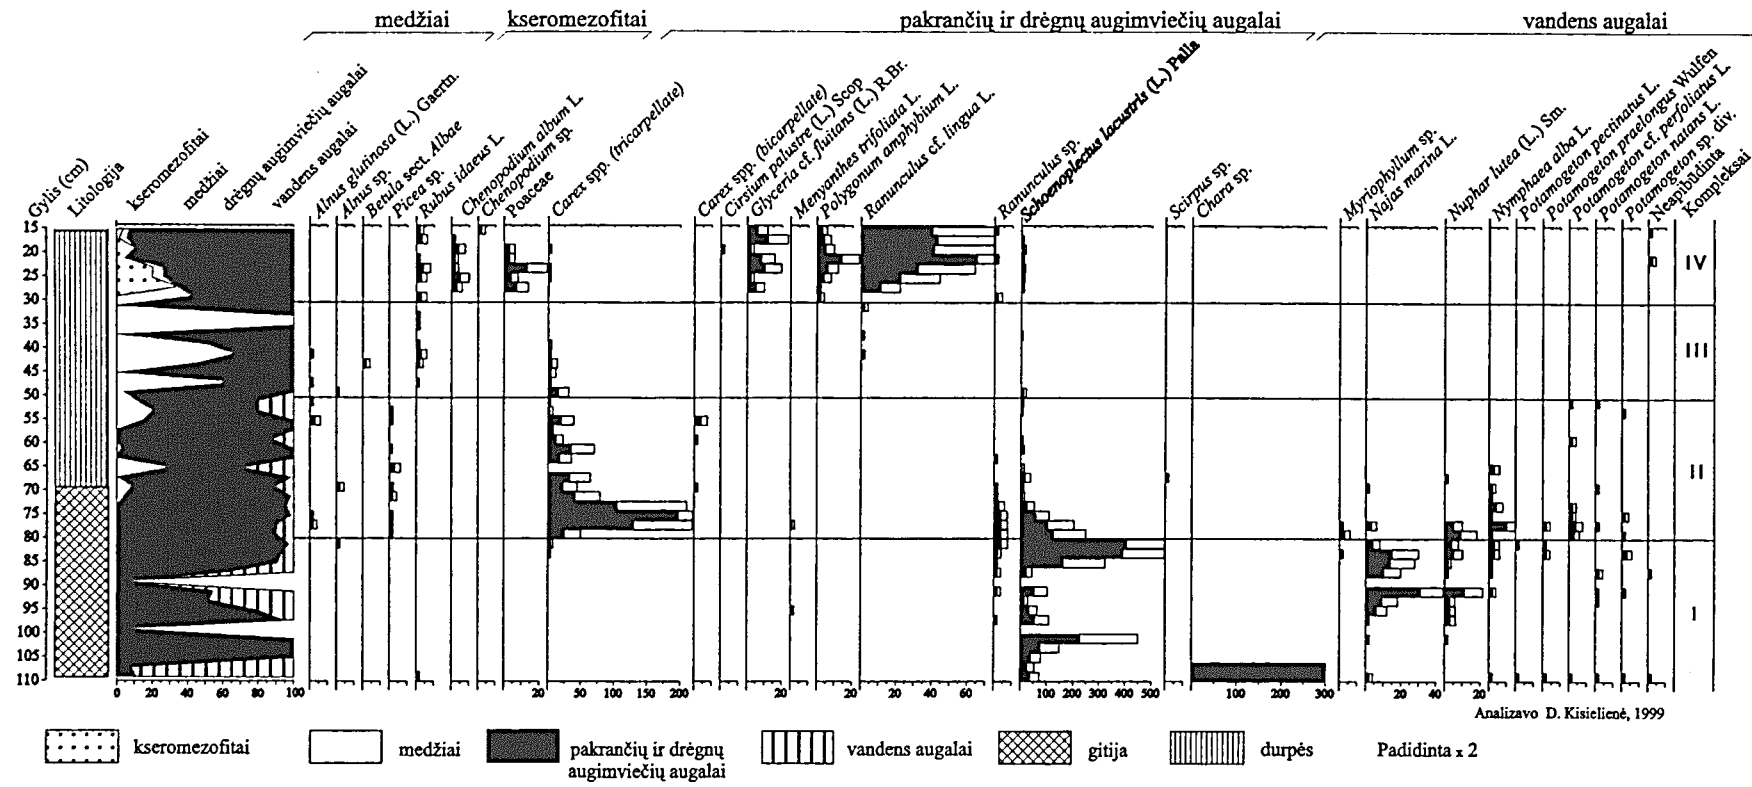 medžiai
kseromezofitai
pakrančių ir drėgnų augimviečių augalai
vandens augalai
Gylis (cm)
Litologija
kseromezofitai
medžiai
drėgnų augimviečių augalai
vandens augalai
Alnus glutinosa (L.) Gaertn.
Alnus sp.
Betula sect. Albae
Picea sp.
Rubus idaeus L.
Chenopodium album L.
Chenopodium sp.
Poaceae
Carex spp. (tricarpellate)
Carex spp. (bicarpellate)
Cirsium palustre (L.) Scop
Glyceria cf. fluitans (L.) R.Br.
Menyanthes trifoliata L.
Polygonum amphybium L.
Ranunculus cf. lingua L.
Ranunculus sp.
Schoenoplectus lacustris (L.) Palla
Scirpus sp.
Chara sp.
Myriophyllum sp.
Najas marina L.
Nuphar lutea (L.) Sm.
Nymphaea alba L.
Potamogeton pectinatus L.
Potamogeton praelongus Wulfen
Potamogeton cf. perfoliatus L.
Potamogeton natans L.
Potamogeton sp. div.
Neapibūdinta
Kompleksai
15
20
25
30
35
40
45
50
55
60
65
70
75
80
85
90
95
100
105
110
IV
III
II
I
0 20 40 60 80 100
20
50 100 150 200
20
20
20 40 60
100 200 300 400 500
100 200 300
20 40
20
Analizavo D. Kisielienė, 1999
kseromezofitai
medžiai
pakrančių ir drėgnų
augimviečių augalai
vandens augalai
gitija
durpės
Padidinta x 2